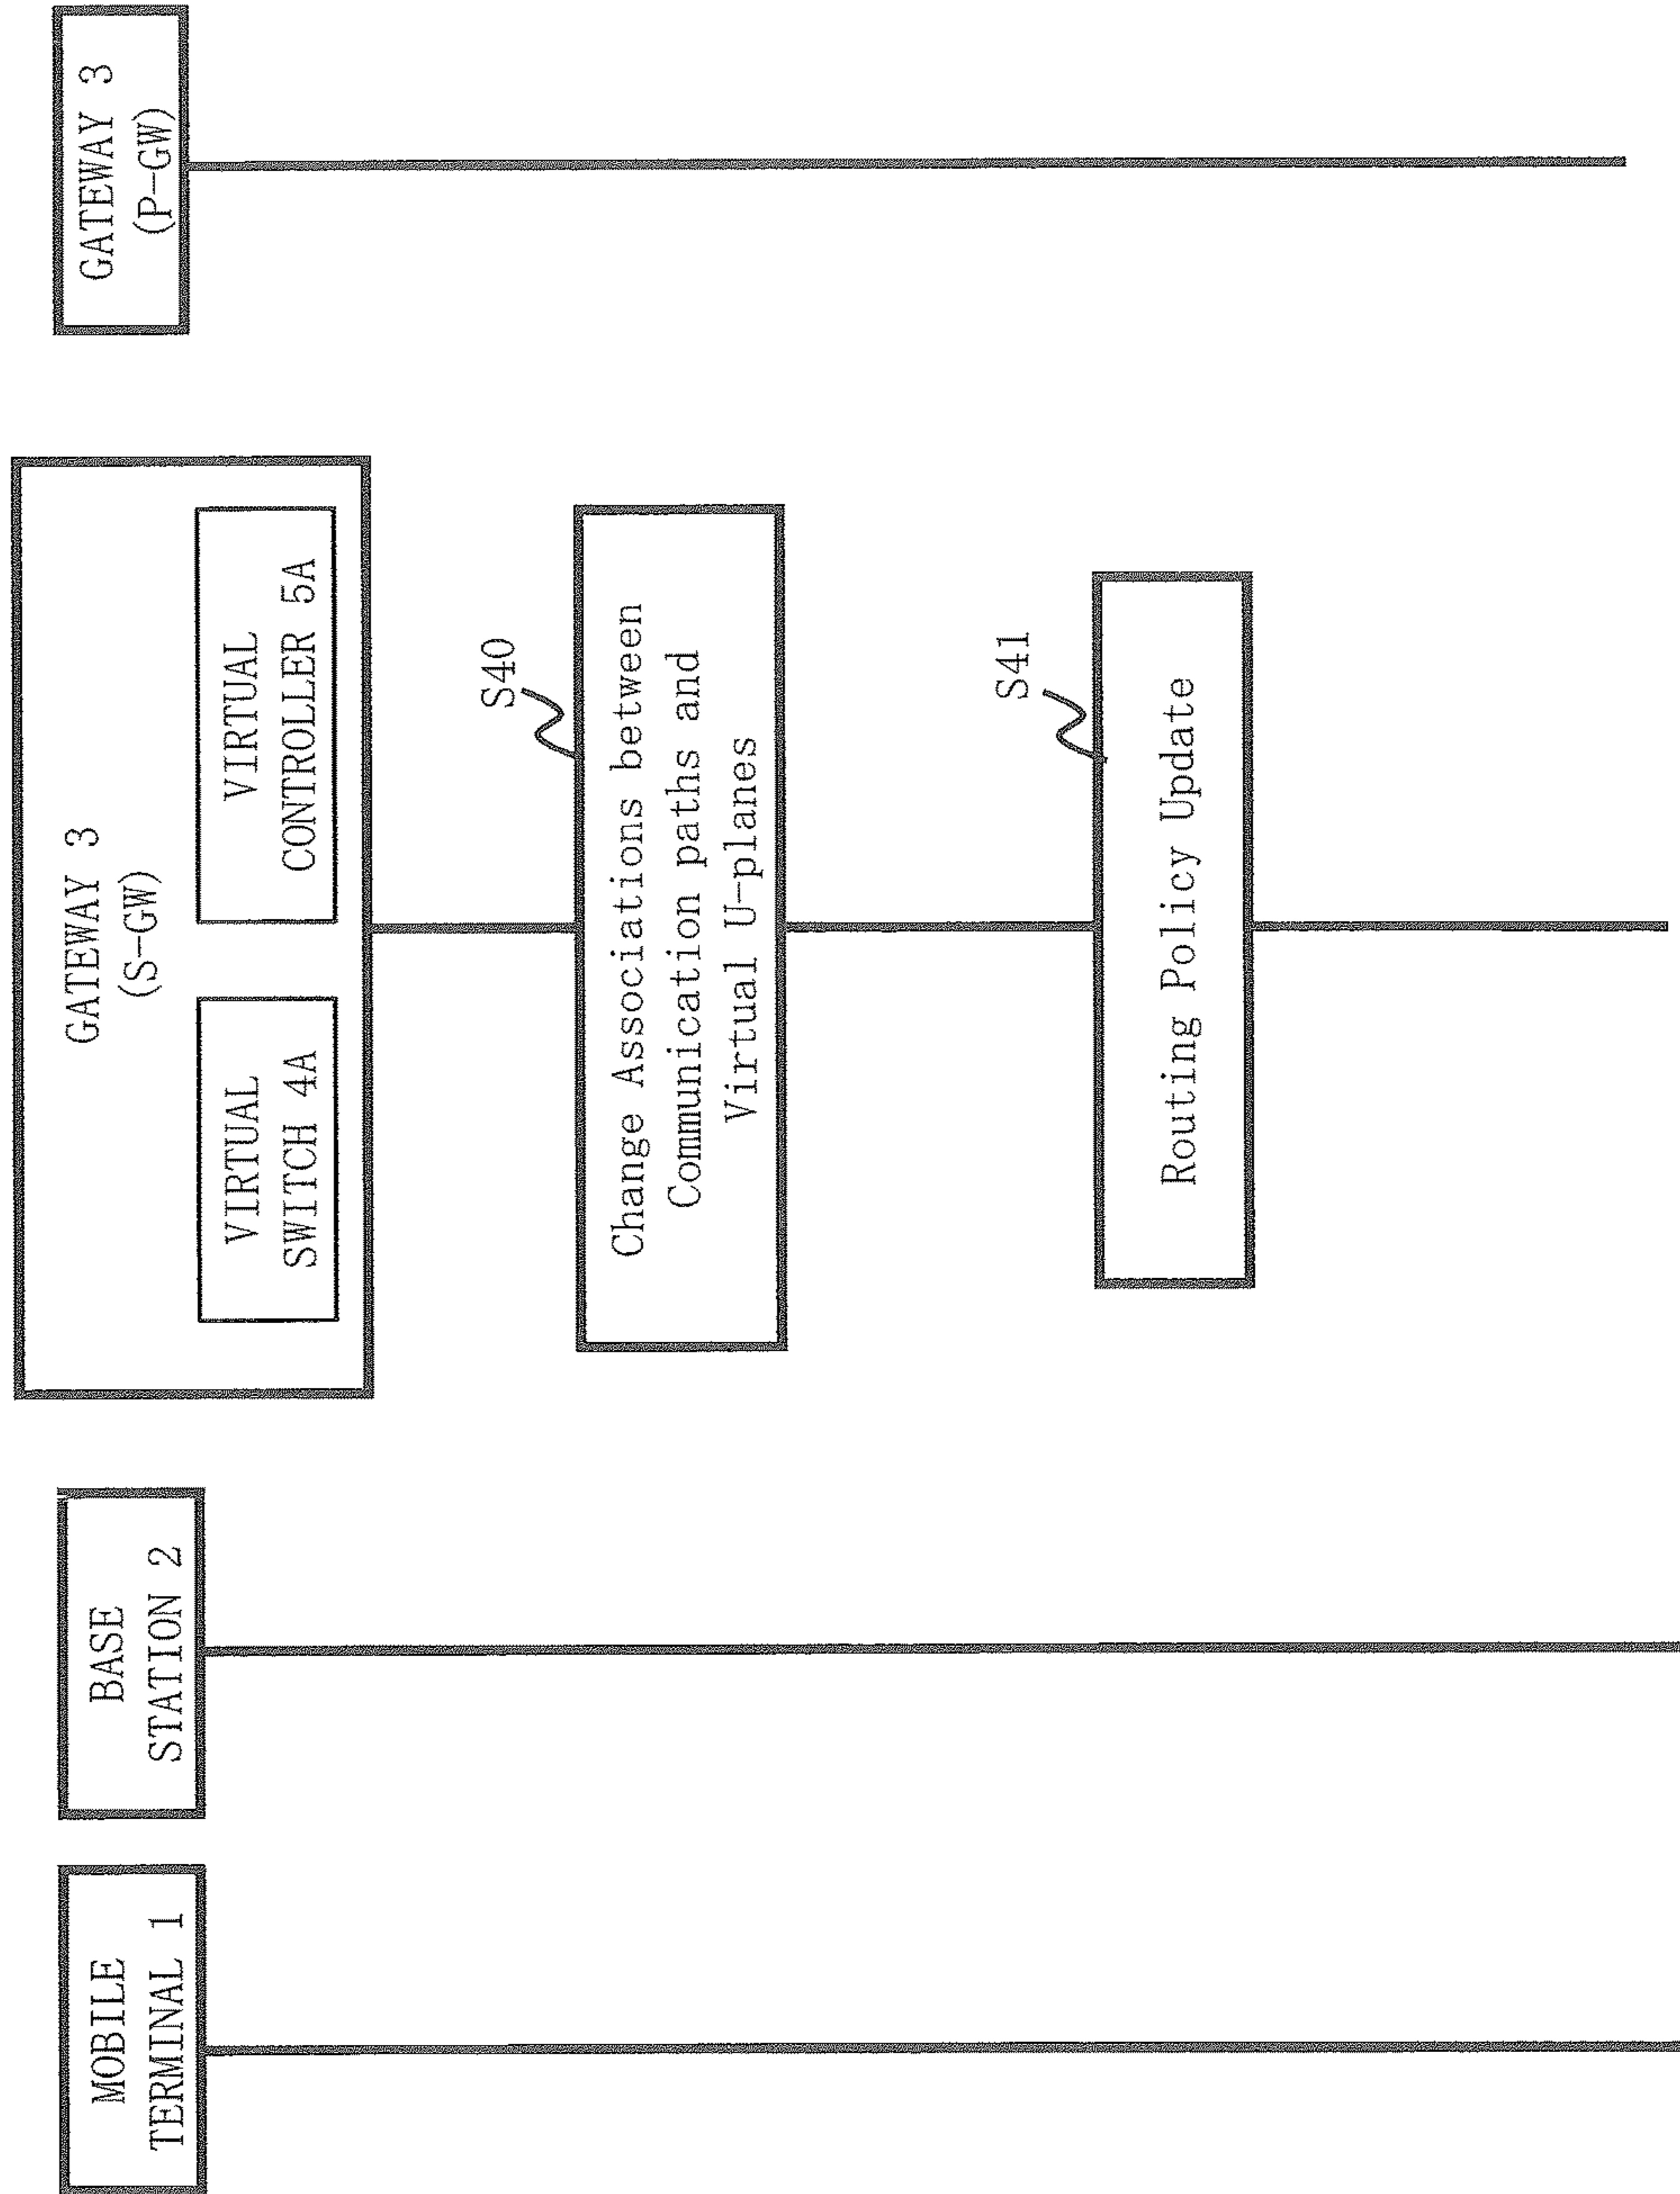 MOBILE
TERMINAL 1
BASE
STATION 2
GATEWAY 3
(S-GW)
VIRTUAL
SWITCH 4A
VIRTUAL
CONTROLLER 5A
GATEWAY 3
(P-GW)
S40
Change Associations between
Communication paths and
Virtual U-planes
S41
Routing Policy Update